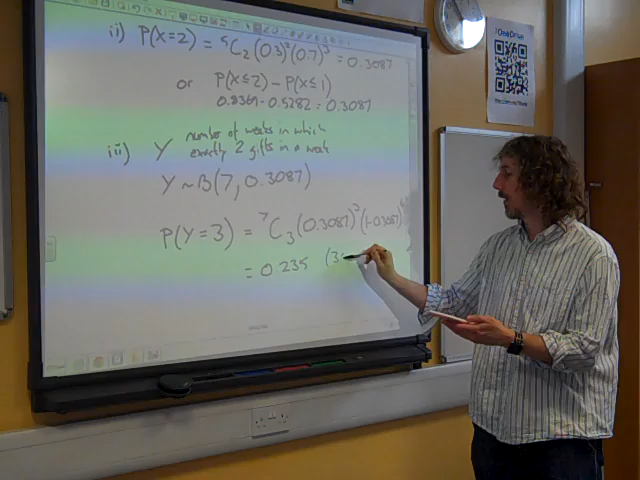 ii) P(X=2) = ⁵C₂ (0.3)²(0.7)³ = 0.3087
or P(X≤2) - P(X≤1)
0.8369-0.5282 = 0.3087
iii) Y number of weeks in which
exactly 2 gifts in a week
Y~B(7, 0.3087)
P(Y=3) = ⁷C₃ (0.3087)³(1-0.3087)
= 0.235 (3s